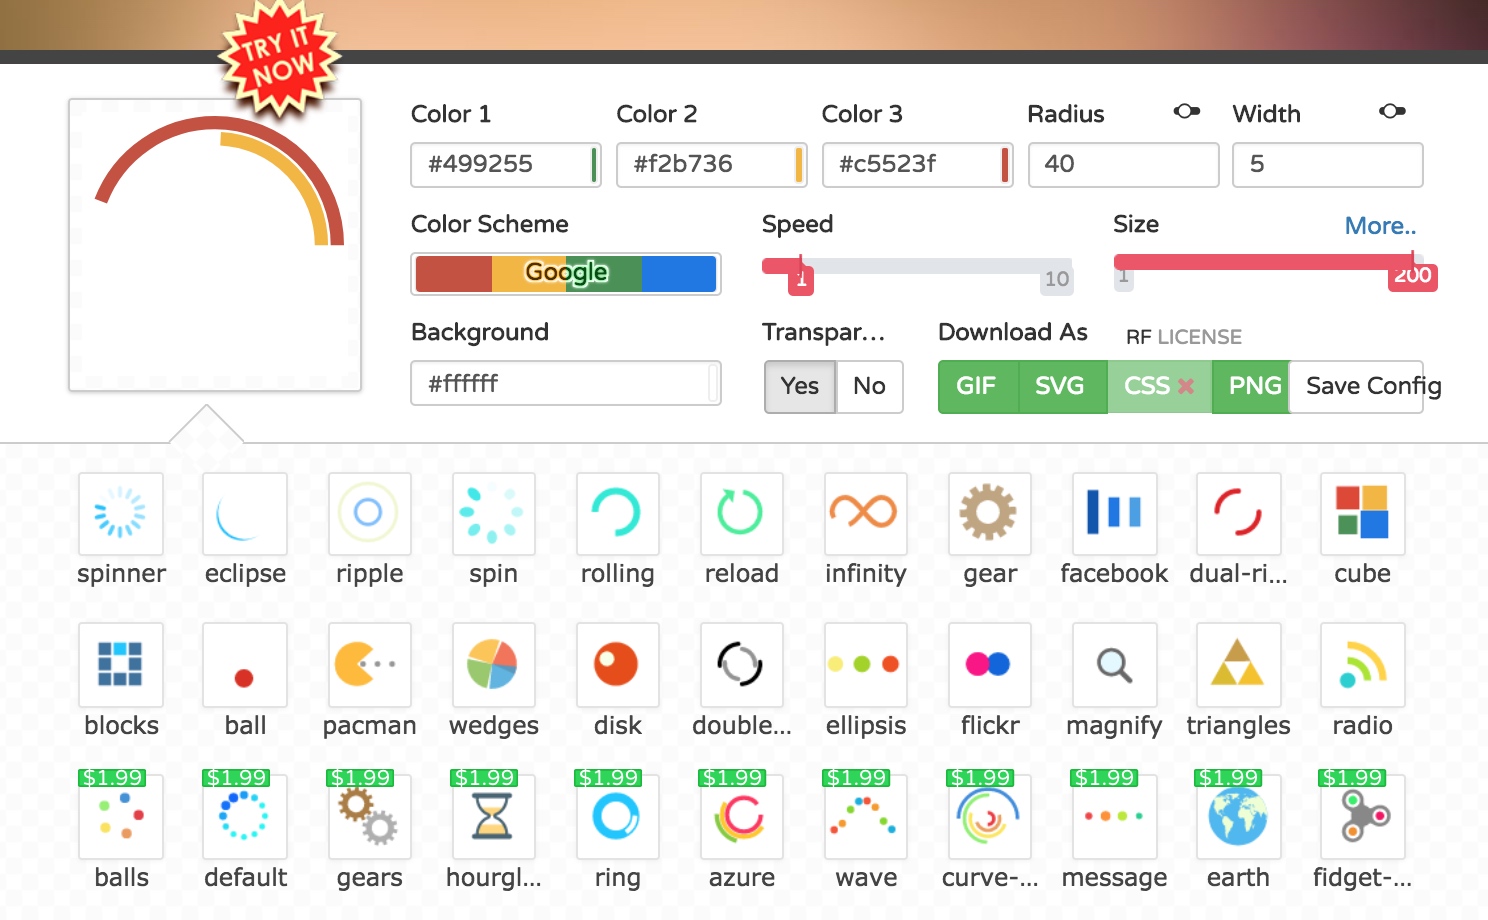 TRY IT
NOW
Color 1
Color 2
Color 3
Radius
Width
#499255
#f2b736
#c5523f
40
5
Color Scheme
Speed
Size
More..
Google
1
10
1
200
Background
Transpar...
Download As
RF LICENSE
#ffffff
Yes
No
GIF
SVG
CSS
PNG
Save Config
spinner
eclipse
ripple
spin
rolling
reload
infinity
gear
facebook
dual-ri...
cube
blocks
ball
pacman
wedges
disk
double...
ellipsis
flickr
magnify
triangles
radio
$1.99
$1.99
$1.99
$1.99
$1.99
$1.99
$1.99
$1.99
$1.99
$1.99
$1.99
balls
default
gears
hourgl...
ring
azure
wave
curve-...
message
earth
fidget-...